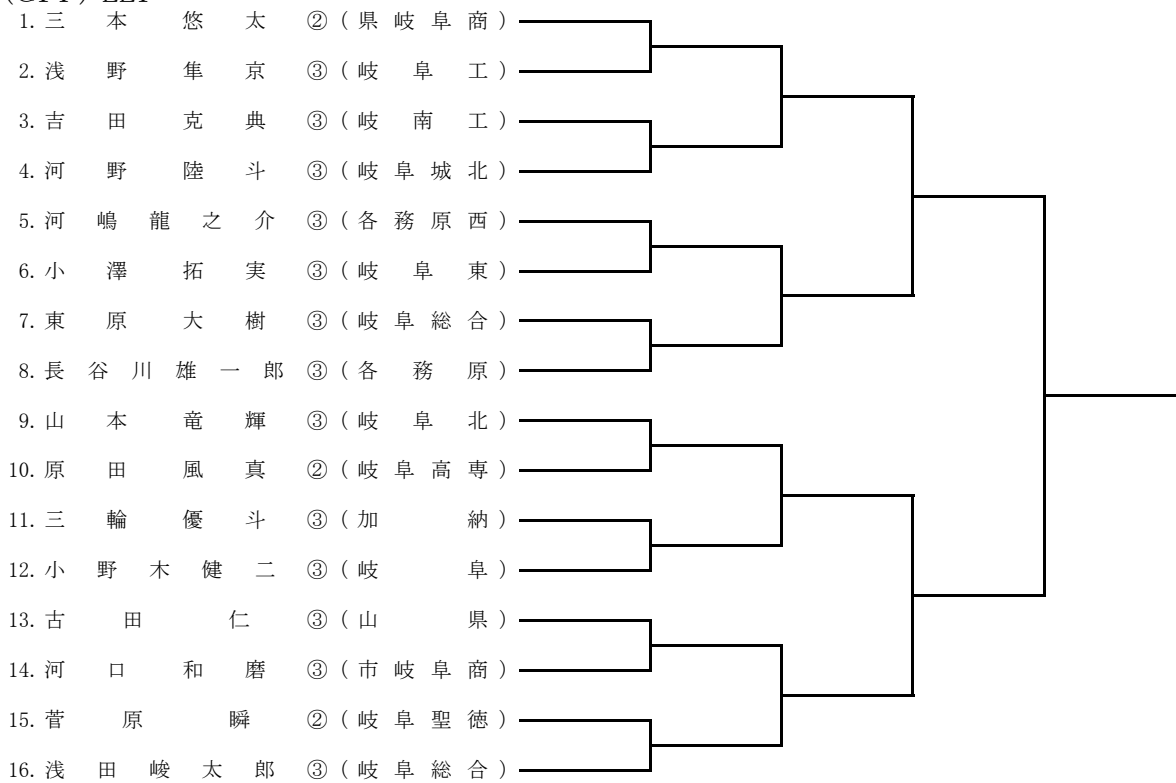 1. 三本悠太 ② (県岐阜商)
2. 浅野隼京 ③ (岐阜工)
3. 吉田克典 ③ (岐南工)
4. 河野陸斗 ③ (岐阜城北)
5. 河嶋龍之介 ③ (各務原西)
6. 小澤拓実 ③ (岐阜東)
7. 東原大樹 ③ (岐阜総合)
8. 長谷川雄一郎 ③ (各務原)
9. 山本竜輝 ③ (岐阜北)
10. 原田風真 ② (岐阜高専)
11. 三輪優斗 ③ (加納)
12. 小野木健二 ③ (岐阜)
13. 古田仁 ③ (山県)
14. 河口和磨 ③ (市岐阜商)
15. 菅原瞬 ② (岐阜聖徳)
16. 浅田峻太郎 ③ (岐阜総合)